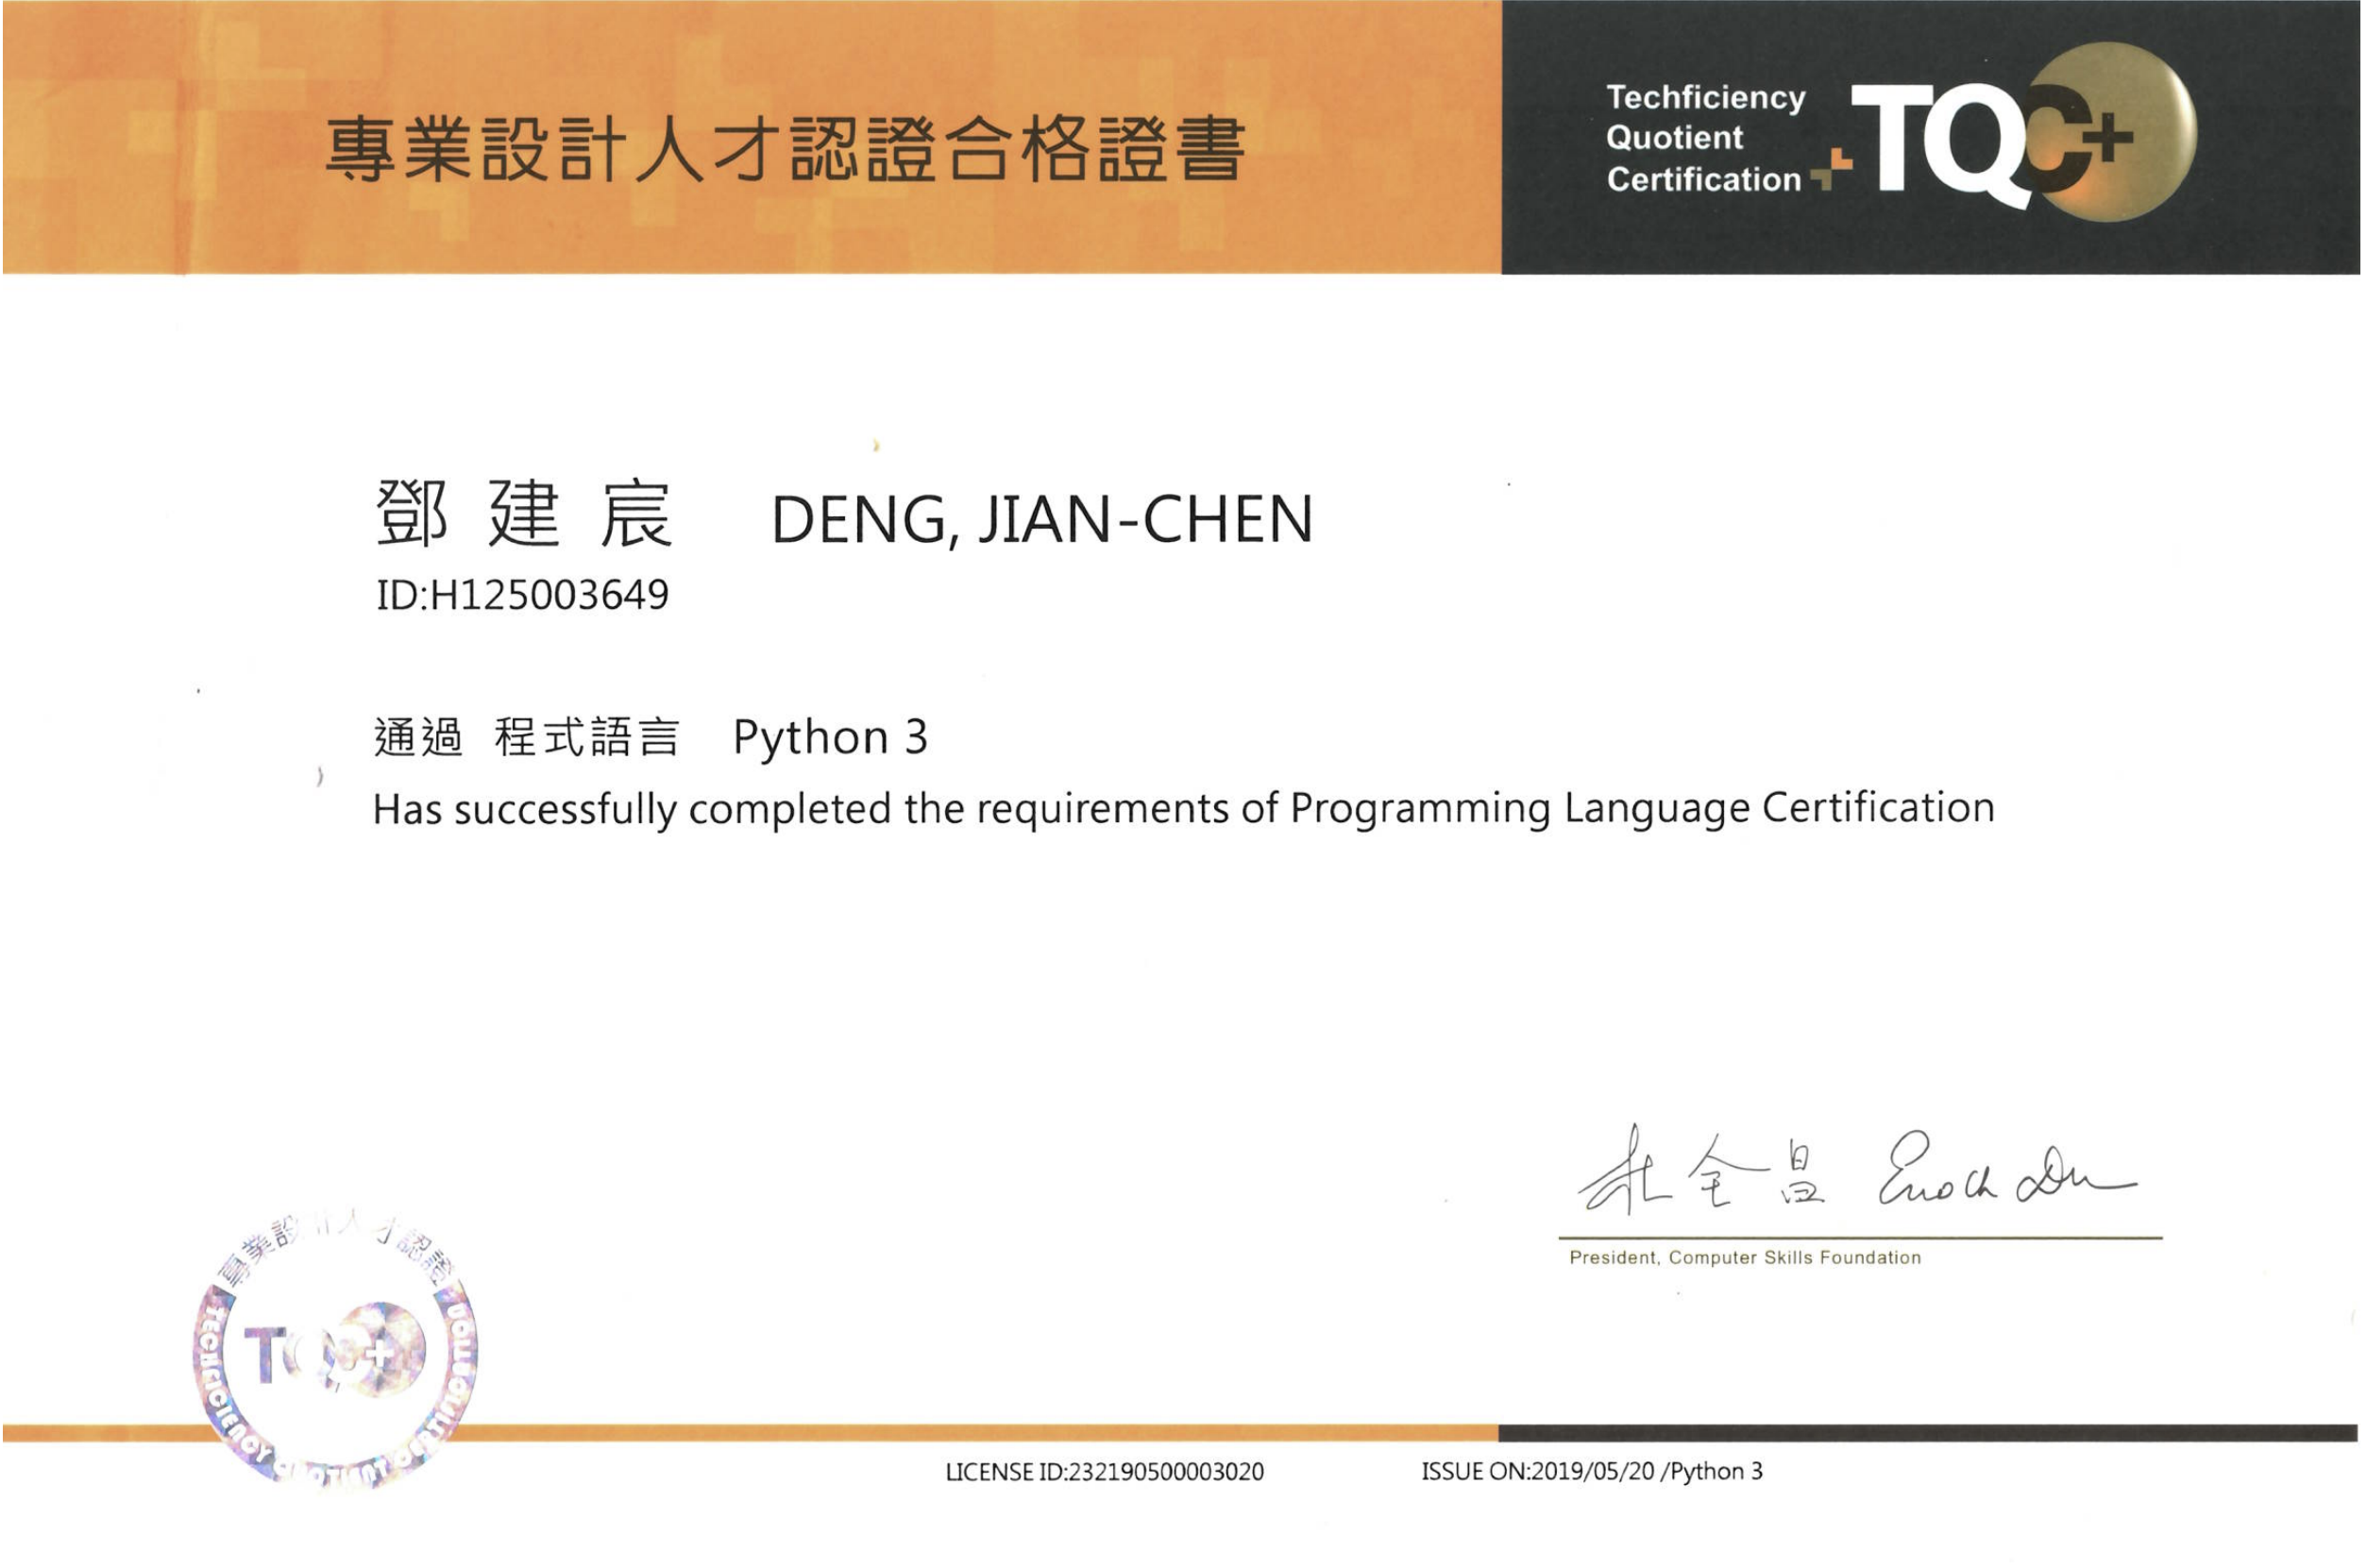 專業設計人才認證合格證書
Techficiency
Quotient
Certification
TQC+
鄧建宸 DENG, JIAN-CHEN
ID:H125003649
通過 程式語言 Python 3
Has successfully completed the requirements of Programming Language Certification
杜全昌 Enoch Du
President, Computer Skills Foundation
專業設計人才認證
TQC+
TECHFICIENCY QUOTIENT CERTIFICATION
LICENSE ID:232190500003020
ISSUE ON:2019/05/20 /Python 3